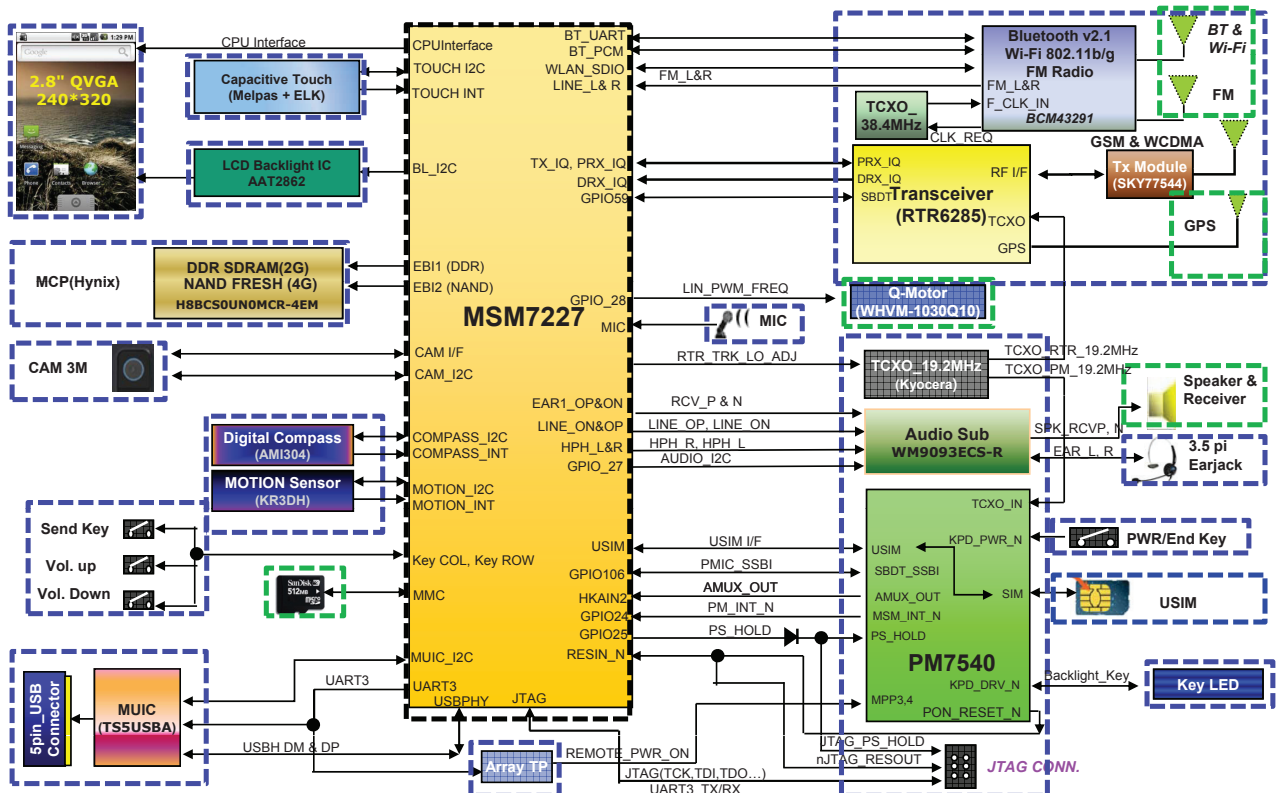 1:29 PM
Google
2.8" QVGA
240*320
Messaging
Phone
Contacts
Browser
CPU Interface
Capacitive Touch
(Melpas + ELK)
LCD Backlight IC
AAT2862
MCP(Hynix)
DDR SDRAM(2G)
NAND FRESH (4G)
H8BCS0UN0MCR-4EM
CAM 3M
Digital Compass
(AMI304)
MOTION Sensor
(KR3DH)
Send Key
Vol. up
Vol. Down
SanDisk
512MB
5pin_USB
Connector
MUIC
(TS5USBA)
UART3
USBH DM & DP
Array TP
REMOTE_PWR_ON
JTAG(TCK,TDI,TDO...)
UART3_TX/RX
MSM7227
CPUInterface
TOUCH I2C
TOUCH INT
BL_I2C
EBI1 (DDR)
EBI2 (NAND)
CAM I/F
CAM_I2C
COMPASS_I2C
COMPASS_INT
MOTION_I2C
MOTION_INT
Key COL, Key ROW
MMC
MUIC_I2C
UART3
USBPHY
JTAG
BT_UART
BT_PCM
WLAN_SDIO
LINE_L& R
TX_IQ, PRX_IQ
DRX_IQ
GPIO59
GPIO_28
MIC
EAR1_OP&ON
LINE_ON&OP
HPH_L&R
GPIO_27
USIM
GPIO106
HKAIN2
GPIO24
GPIO25
RESIN_N
FM_L&R
Bluetooth v2.1
Wi-Fi 802.11b/g
FM Radio
FM_L&R
F_CLK_IN
BCM43291
BT &
Wi-Fi
FM
TCXO_
38.4MHz
CLK_REQ
GSM & WCDMA
PRX_IQ
DRX_IQ
SBDT
RF I/F
Transceiver
(RTR6285)
TCXO
GPS
Tx Module
(SKY77544)
GPS
LIN_PWM_FREQ
Q-Motor
(WHVM-1030Q10)
MIC
RTR_TRK_LO_ADJ
TCXO_19.2MHz
(Kyocera)
TCXO_RTR_19.2MHz
TCXO_PM_19.2MHz
RCV_P & N
LINE_OP, LINE_ON
HPH_R, HPH_L
AUDIO_I2C
Audio Sub
WM9093ECS-R
SPK_RCVP, N
EAR_L, R
Speaker &
Receiver
3.5 pi
Earjack
USIM I/F
PMIC_SSBI
AMUX_OUT
PM_INT_N
PS_HOLD
TCXO_IN
KPD_PWR_N
USIM
SBDT_SSBI
AMUX_OUT
SIM
MSM_INT_N
PS_HOLD
PM7540
KPD_DRV_N
MPP3,4
PON_RESET_N
PWR/End Key
USIM
Backlight_Key
Key LED
JTAG_PS_HOLD
nJTAG_RESOUT
JTAG CONN.